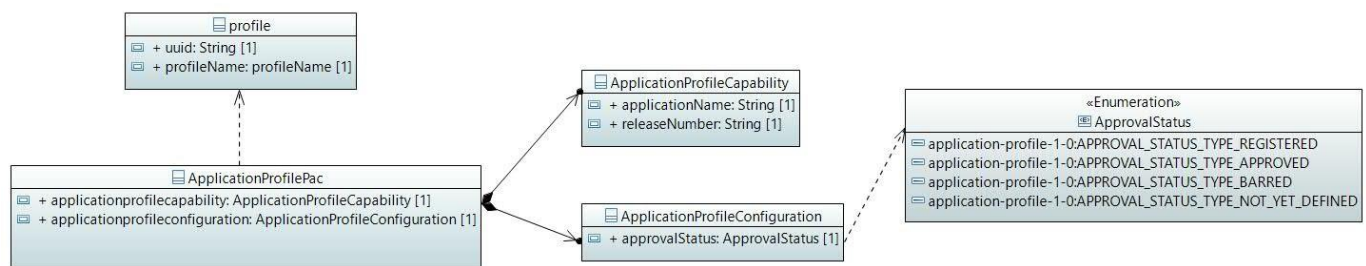 profile
+ uuid: String [1]
+ profileName: profileName [1]
ApplicationProfilePac
+ applicationprofilecapability: ApplicationProfileCapability [1]
+ applicationprofileconfiguration: ApplicationProfileConfiguration [1]
ApplicationProfileCapability
+ applicationName: String [1]
+ releaseNumber: String [1]
ApplicationProfileConfiguration
+ approvalStatus: ApprovalStatus [1]
«Enumeration»
ApprovalStatus
application-profile-1-0:APPROVAL_STATUS_TYPE_REGISTERED
application-profile-1-0:APPROVAL_STATUS_TYPE_APPROVED
application-profile-1-0:APPROVAL_STATUS_TYPE_BARRED
application-profile-1-0:APPROVAL_STATUS_TYPE_NOT_YET_DEFINED